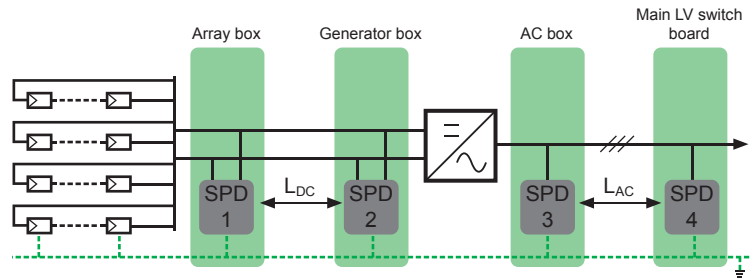 Array box
Generator box
AC box
Main LV switch
board
SPD
1
LDC
SPD
2
SPD
3
LAC
SPD
4